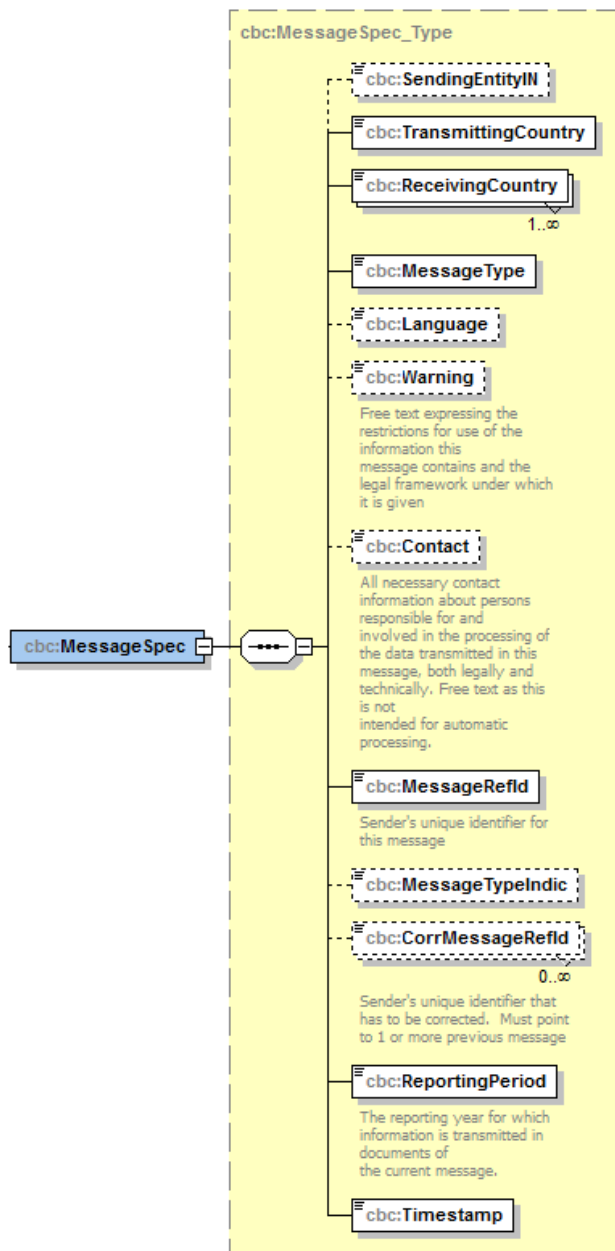 cbc:MessageSpec_Type
cbc:SendingEntityIN
cbc:TransmittingCountry
cbc:ReceivingCountry
1..∞
cbc:MessageType
cbc:Language
cbc:Warning
Free text expressing the
restrictions for use of the
information this
message contains and the
legal framework under which
it is given
cbc:Contact
All necessary contact
information about persons
responsible for and
involved in the processing of
the data transmitted in this
message, both legally and
technically. Free text as this
is not
intended for automatic
processing.
cbc:MessageSpec
cbc:MessageRefId
Sender's unique identifier for
this message
cbc:MessageTypeIndic
cbc:CorrMessageRefId
0..∞
Sender's unique identifier that
has to be corrected.  Must point
to 1 or more previous message
cbc:ReportingPeriod
The reporting year for which
information is transmitted in
documents of
the current message.
cbc:Timestamp